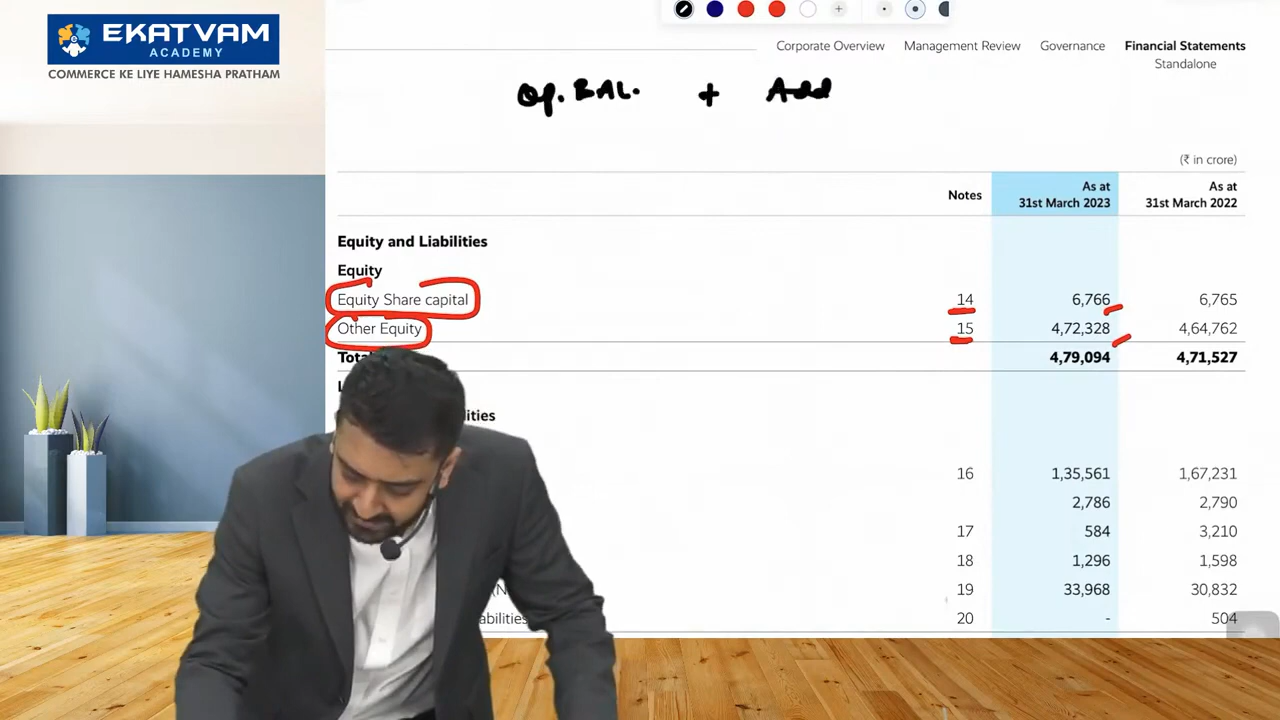 EKATVAM
ACADEMY
COMMERCE KE LIYE HAMESHA PRATHAM
Corporate Overview Management Review Governance Financial Statements
Standalone
Op. BAL. + Add
(₹ in crore)
Notes As at 31st March 2023 As at 31st March 2022
Equity and Liabilities
Equity
Equity Share capital 14 6,766 6,765
Other Equity 15 4,72,328 4,64,762
4,79,094 4,71,527
16 1,35,561 1,67,231
2,786 2,790
17 584 3,210
18 1,296 1,598
19 33,968 30,832
20 - 504